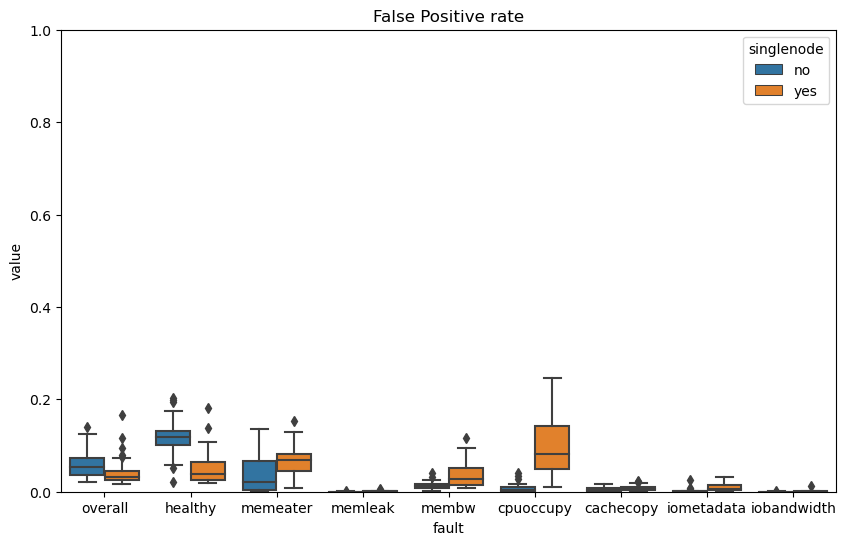 False Positive rate
singlenode
no
yes
1.0
0.8
0.6
0.4
0.2
0.0
value
overall healthy memeater memleak membw cpuoccupy cachecopy iometadata iobandwidth
fault